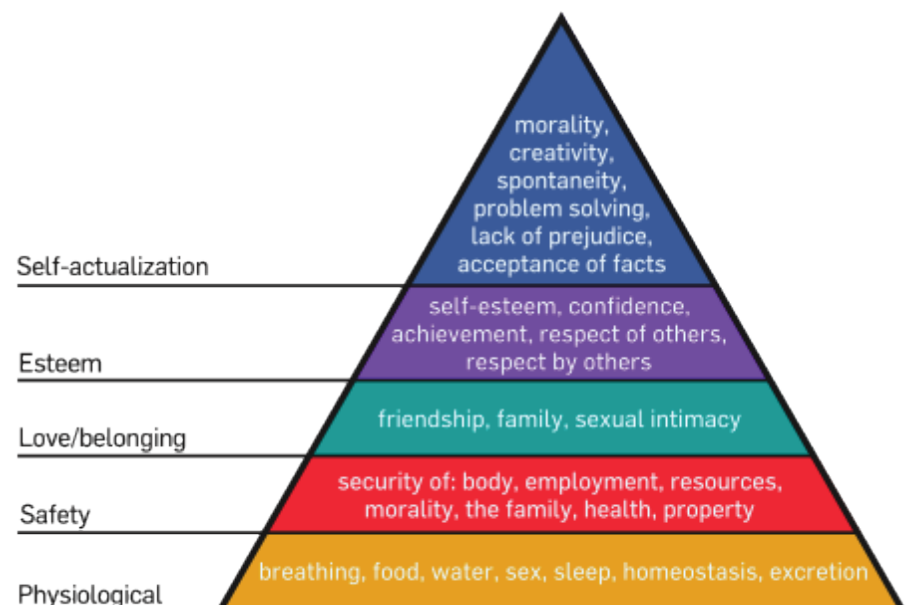 morality,
creativity,
spontaneity,
problem solving,
lack of prejudice,
acceptance of facts
Self-actualization
self-esteem, confidence,
achievement, respect of others,
respect by others
Esteem
friendship, family, sexual intimacy
Love/belonging
security of: body, employment, resources,
morality, the family, health, property
Safety
breathing, food, water, sex, sleep, homeostasis, excretion
Physiological